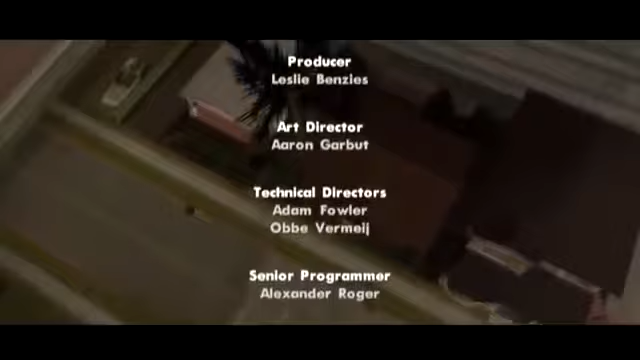 Producer
Leslie Benzies
Art Director
Aaron Garbut
Technical Directors
Adam Fowler
Obbe Vermeij
Senior Programmer
Alexander Roger